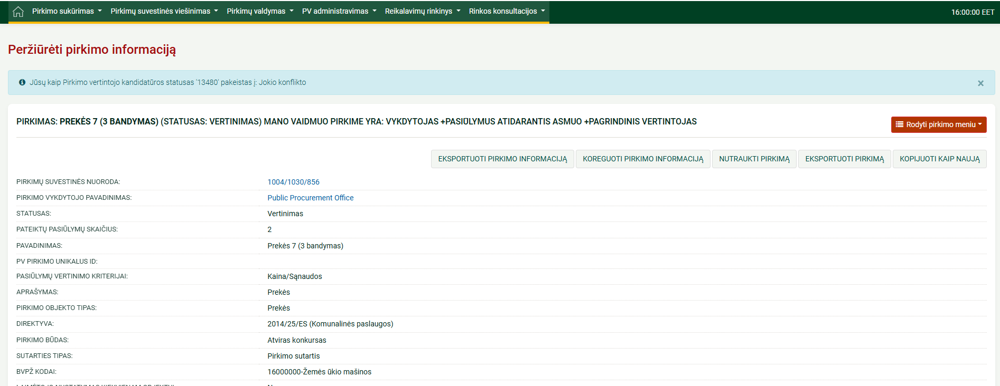 Pirkimo sukūrimas Pirkimų suvestinės viešinimas Pirkimų valdymas PV administravimas Reikalavimų rinkinys Rinkos konsultacijos 16:00:00 EET
Peržiūrėti pirkimo informaciją
Jūsų kaip Pirkimo vertintojo kandidatūros statusas '13480' pakeistas į: Jokio konflikto ×
PIRKIMAS: PREKĖS 7 (3 BANDYMAS) (STATUSAS: VERTINIMAS) MANO VAIDMUO PIRKIME YRA: VYKDYTOJAS +PASIŪLYMUS ATIDARANTIS ASMUO +PAGRINDINIS VERTINTOJAS
Rodyti pirkimo meniu
EKSPORTUOTI PIRKIMO INFORMACIJĄ KOREGUOTI PIRKIMO INFORMACIJĄ NUTRAUKTI PIRKIMĄ EKSPORTUOTI PIRKIMĄ KOPIJUOTI KAIP NAUJĄ
PIRKIMŲ SUVESTINĖS NUORODA: 1004/1030/856
PIRKIMO VYKDYTOJO PAVADINIMAS: Public Procurement Office
STATUSAS: Vertinimas
PATEIKTŲ PASIŪLYMŲ SKAIČIUS: 2
PAVADINIMAS: Prekės 7 (3 bandymas)
PV PIRKIMO UNIKALUS ID:
PASIŪLYMŲ VERTINIMO KRITERIJAI: Kaina/Sąnaudos
APRAŠYMAS: Prekės
PIRKIMO OBJEKTO TIPAS: Prekės
DIREKTYVA: 2014/25/ES (Komunalinės paslaugos)
PIRKIMO BŪDAS: Atviras konkursas
SUTARTIES TIPAS: Pirkimo sutartis
BVPŽ KODAI: 16000000-Žemės ūkio mašinos